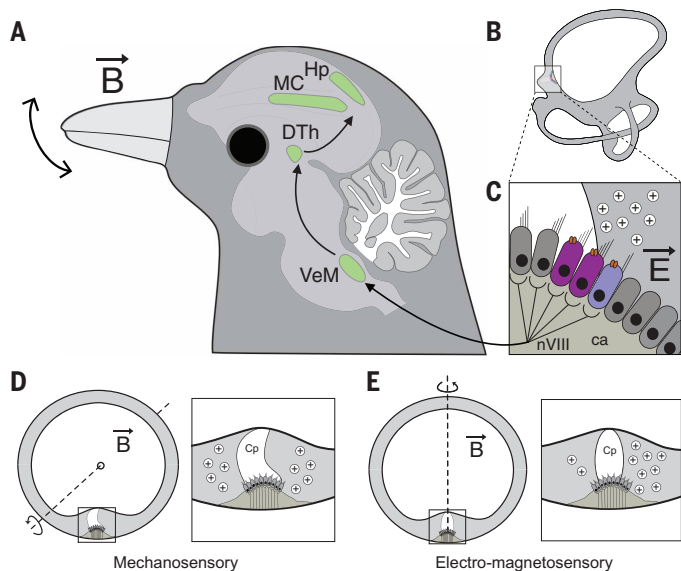 A
B
B
Hp
MC
DTh
VeM
C
+ + + + + + +
E
nVIII
ca
D
B
Cp
+ + + + + + + +
Mechanosensory
E
B
Cp
+ + + + + + + + + + +
Electro-magnetosensory